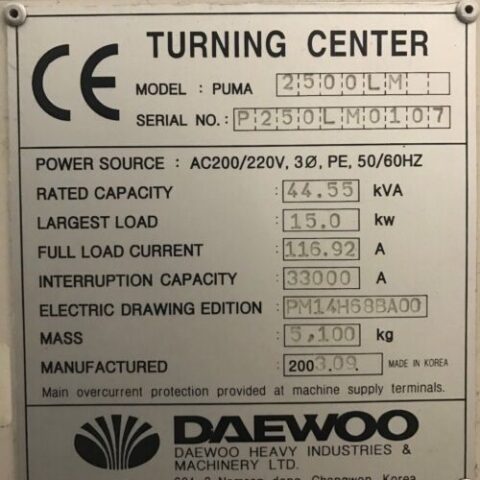 CE
TURNING CENTER
MODEL : PUMA 2500LM
SERIAL NO. : P250LM0107
POWER SOURCE : AC200/220V, 3Ø, PE, 50/60HZ
RATED CAPACITY : 44.55 kVA
LARGEST LOAD : 15.0 kw
FULL LOAD CURRENT : 116.92 A
INTERRUPTION CAPACITY : 33000 A
ELECTRIC DRAWING EDITION : PM14H68BA00
MASS : 5,100 kg
MANUFACTURED : 2003.09. MADE IN KOREA
Main overcurrent protection provided at machine supply terminals.
DAEWOO
DAEWOO HEAVY INDUSTRIES &
MACHINERY LTD.
Korea